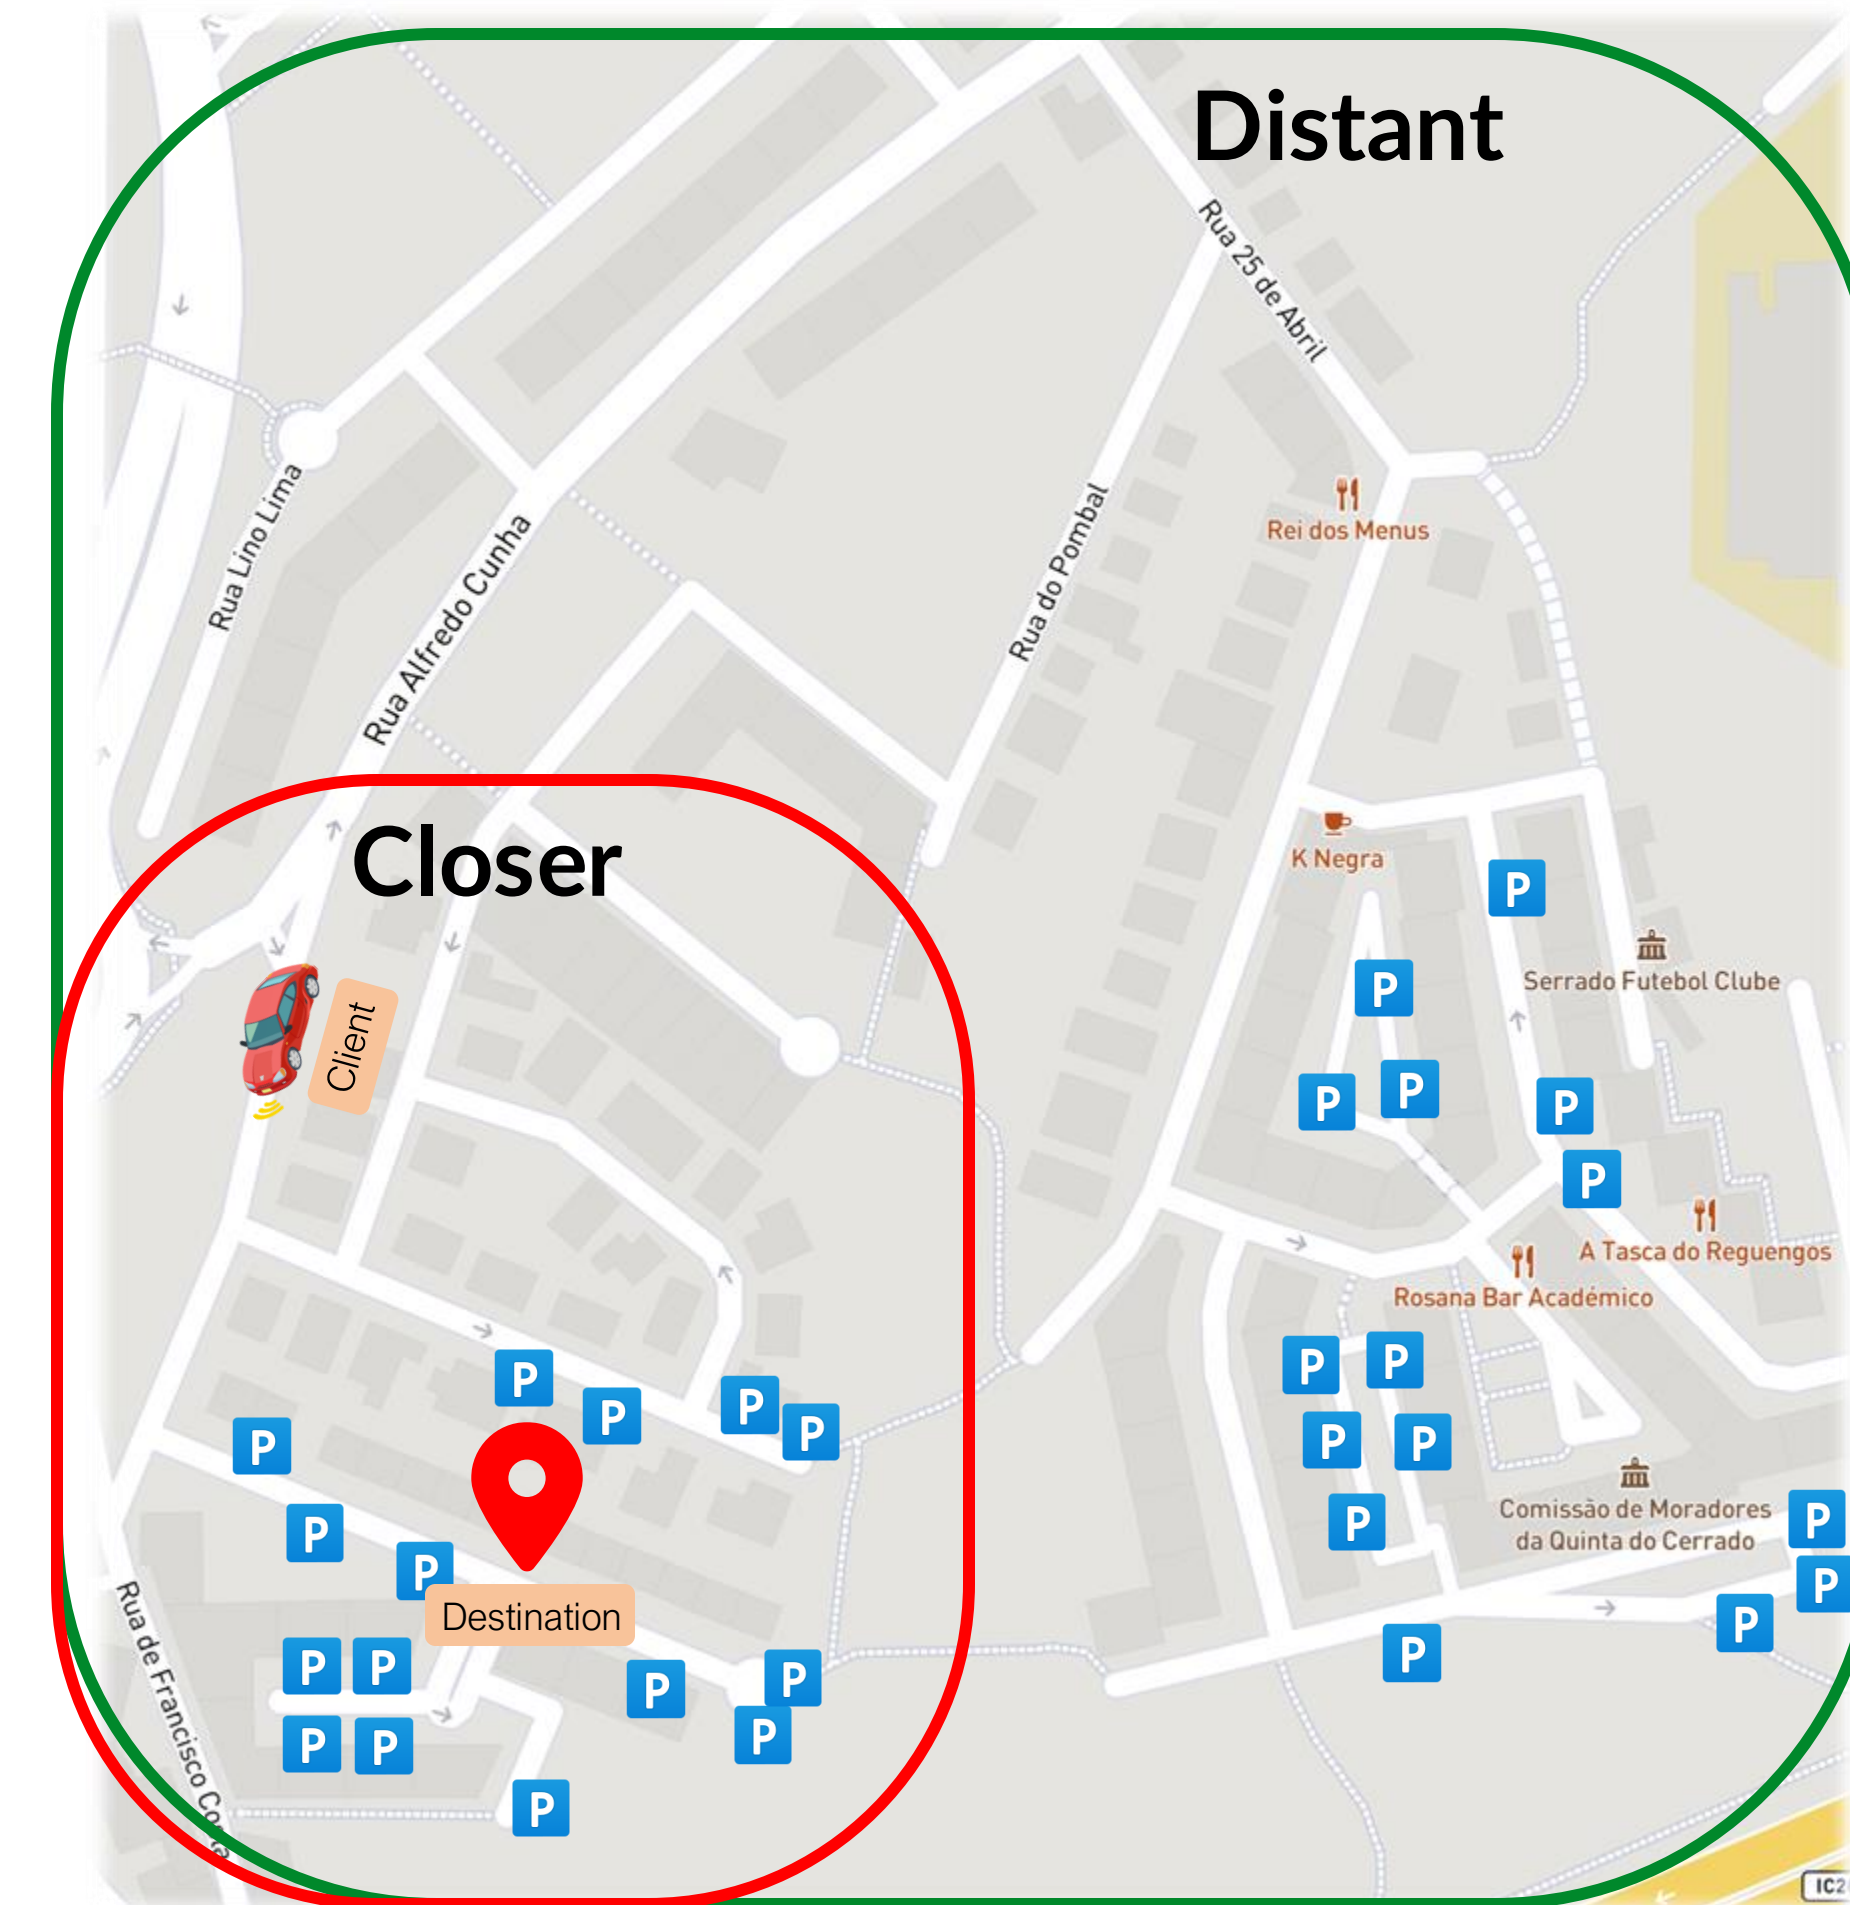 Distant
Rua 25 de Abril
Rua Lino Lima
Rua Alfredo Cunha
Rua do Pombal
Rei dos Menus
Closer
K Negra
P
Serrado Futebol Clube
P
Client
P
P
P
P
A Tasca do Reguengos
Rosana Bar Académico
P
P
P
P
P
P
P
P
P
P
P
Comissão de Moradores
da Quinta do Cerrado
P
P
P
P
P
Destination
Rua de Francisco
P
P
P
P
P
P
P
P
P
P
IC2